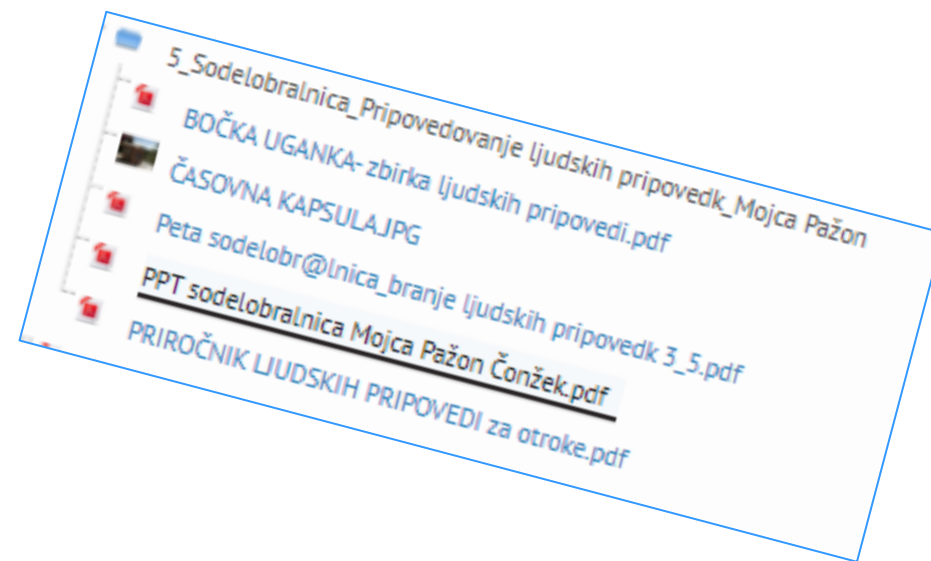 5_Sodelobralnica_Pripovedovanje ljudskih pripovedk_Mojca Pažon
BOČKA UGANKA- zbirka ljudskih pripovedi.pdf
ČASOVNA KAPSULA.JPG
Peta sodelobr@lnica_branje ljudskih pripovedk 3_5.pdf
PPT sodelobralnica Mojca Pažon Čonžek.pdf
PRIROČNIK LJUDSKIH PRIPOVEDI za otroke.pdf